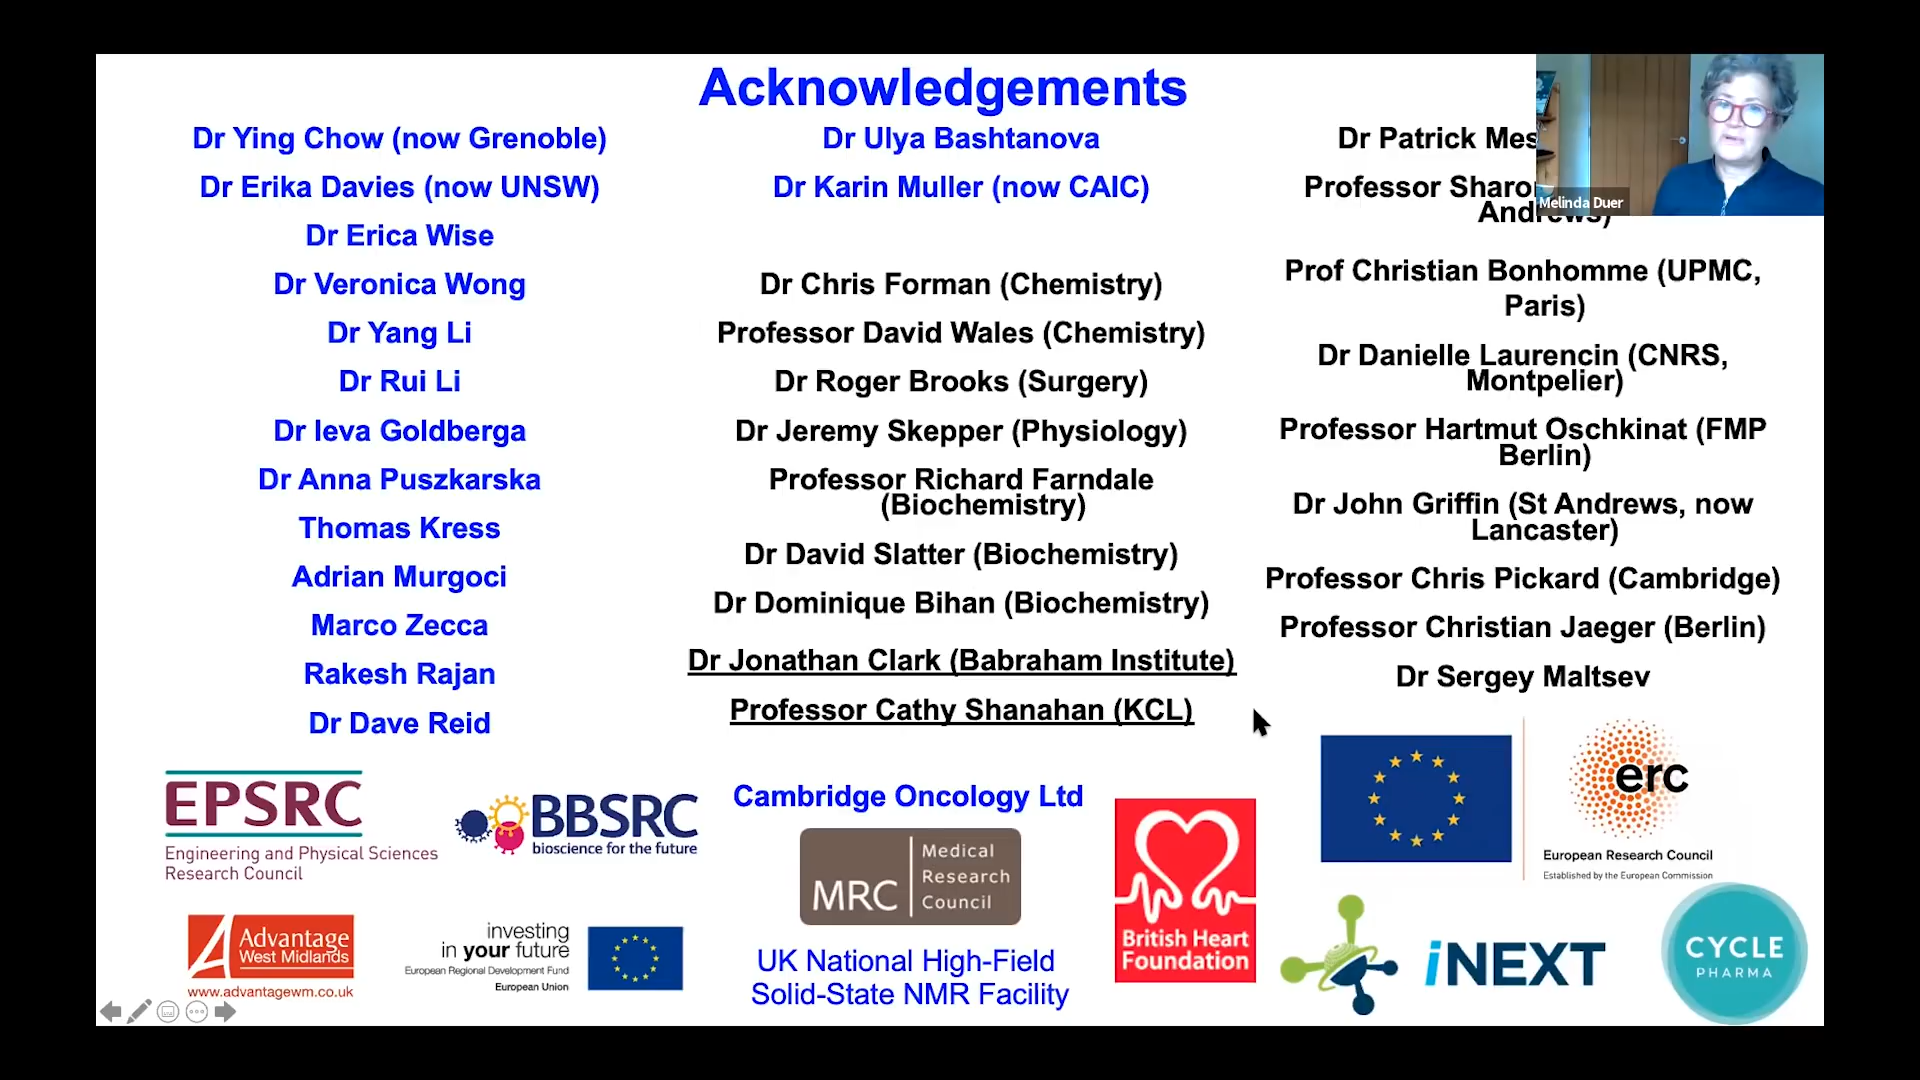 Acknowledgements
Dr Ying Chow (now Grenoble)
Dr Erika Davies (now UNSW)
Dr Erica Wise
Dr Veronica Wong
Dr Yang Li
Dr Rui Li
Dr Ieva Goldberga
Dr Anna Puszkarska
Thomas Kress
Adrian Murgoci
Marco Zecca
Rakesh Rajan
Dr Dave Reid
Dr Ulya Bashtanova
Dr Karin Muller (now CAIC)
Dr Chris Forman (Chemistry)
Professor David Wales (Chemistry)
Dr Roger Brooks (Surgery)
Dr Jeremy Skepper (Physiology)
Professor Richard Farndale
(Biochemistry)
Dr David Slatter (Biochemistry)
Dr Dominique Bihan (Biochemistry)
Dr Jonathan Clark (Babraham Institute)
Professor Cathy Shanahan (KCL)
Dr Patrick
Professor
Melinda Duer
Prof Christian Bonhomme (UPMC,
Paris)
Dr Danielle Laurencin (CNRS,
Montpelier)
Professor Hartmut Oschkinat (FMP
Berlin)
Dr John Griffin (St Andrews, now
Lancaster)
Professor Chris Pickard (Cambridge)
Professor Christian Jaeger (Berlin)
Dr Sergey Maltsev
EPSRC
Engineering and Physical Sciences
Research Council
BBSRC
bioscience for the future
Cambridge Oncology Ltd
MRC
Medical
Research
Council
British Heart
Foundation
erc
European Research Council
Established by the European Commission
Advantage
West Midlands
www.advantagewm.co.uk
investing
in your future
European Regional Development Fund
European Union
UK National High-Field
Solid-State NMR Facility
iNEXT
CYCLE
PHARMA